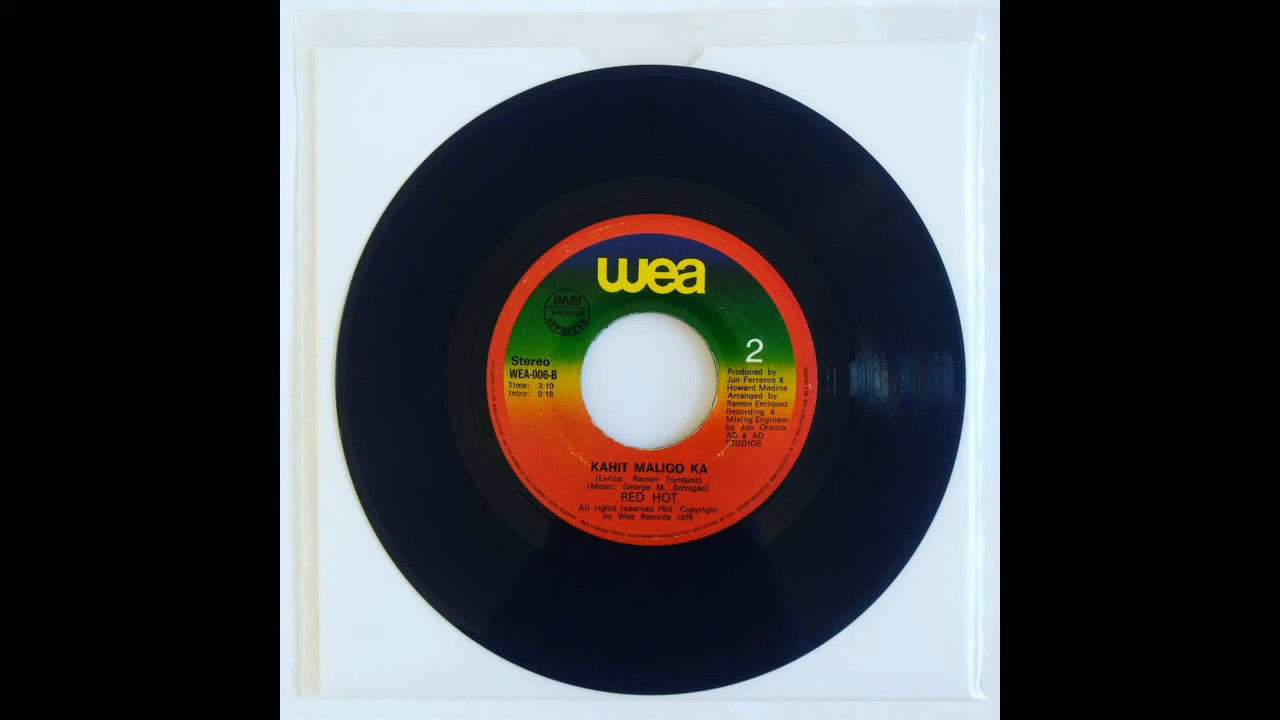 wea
PARI
MEMBER
APPROVED
Stereo
WEA-006-B
Time: 3:10
Intro: 0:16
2
Produced by
Jun Ferreros &
Howard Medina
Arranged by
Ramon Enriquez
Recording &
Mixing Engineer
by Jun Orenza
AD & AD
STUDIOS
KAHIT MALIGO KA
(Lyrics: Ramon Enriquez)
(Music: George M. Somigao)
RED HOT
All rights reserved Phil. Copyright
by Wea Records 1979